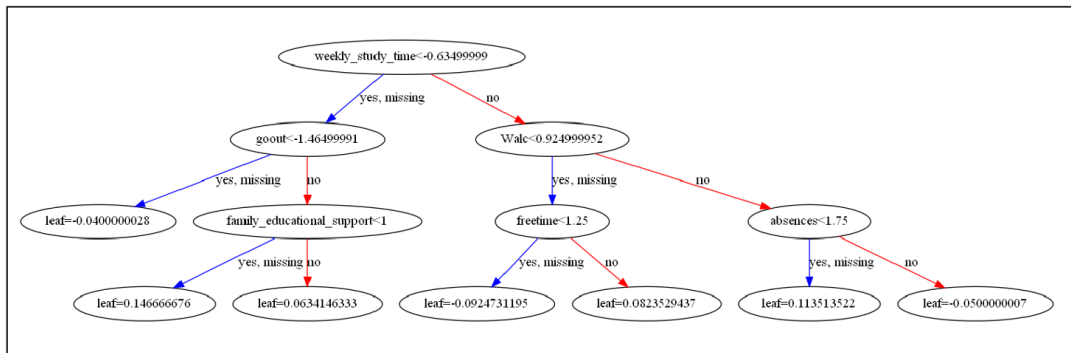 weekly_study_time<-0.63499999
yes, missing
no
goout<-1.46499991
Walc<0.924999952
yes, missing
no
yes, missing
no
leaf=-0.0400000028
family_educational_support<1
freetime<1.25
absences<1.75
yes, missing
no
yes, missing
no
yes, missing
no
leaf=0.146666676
leaf=0.0634146333
leaf=-0.0924731195
leaf=0.0823529437
leaf=0.113513522
leaf=-0.0500000007